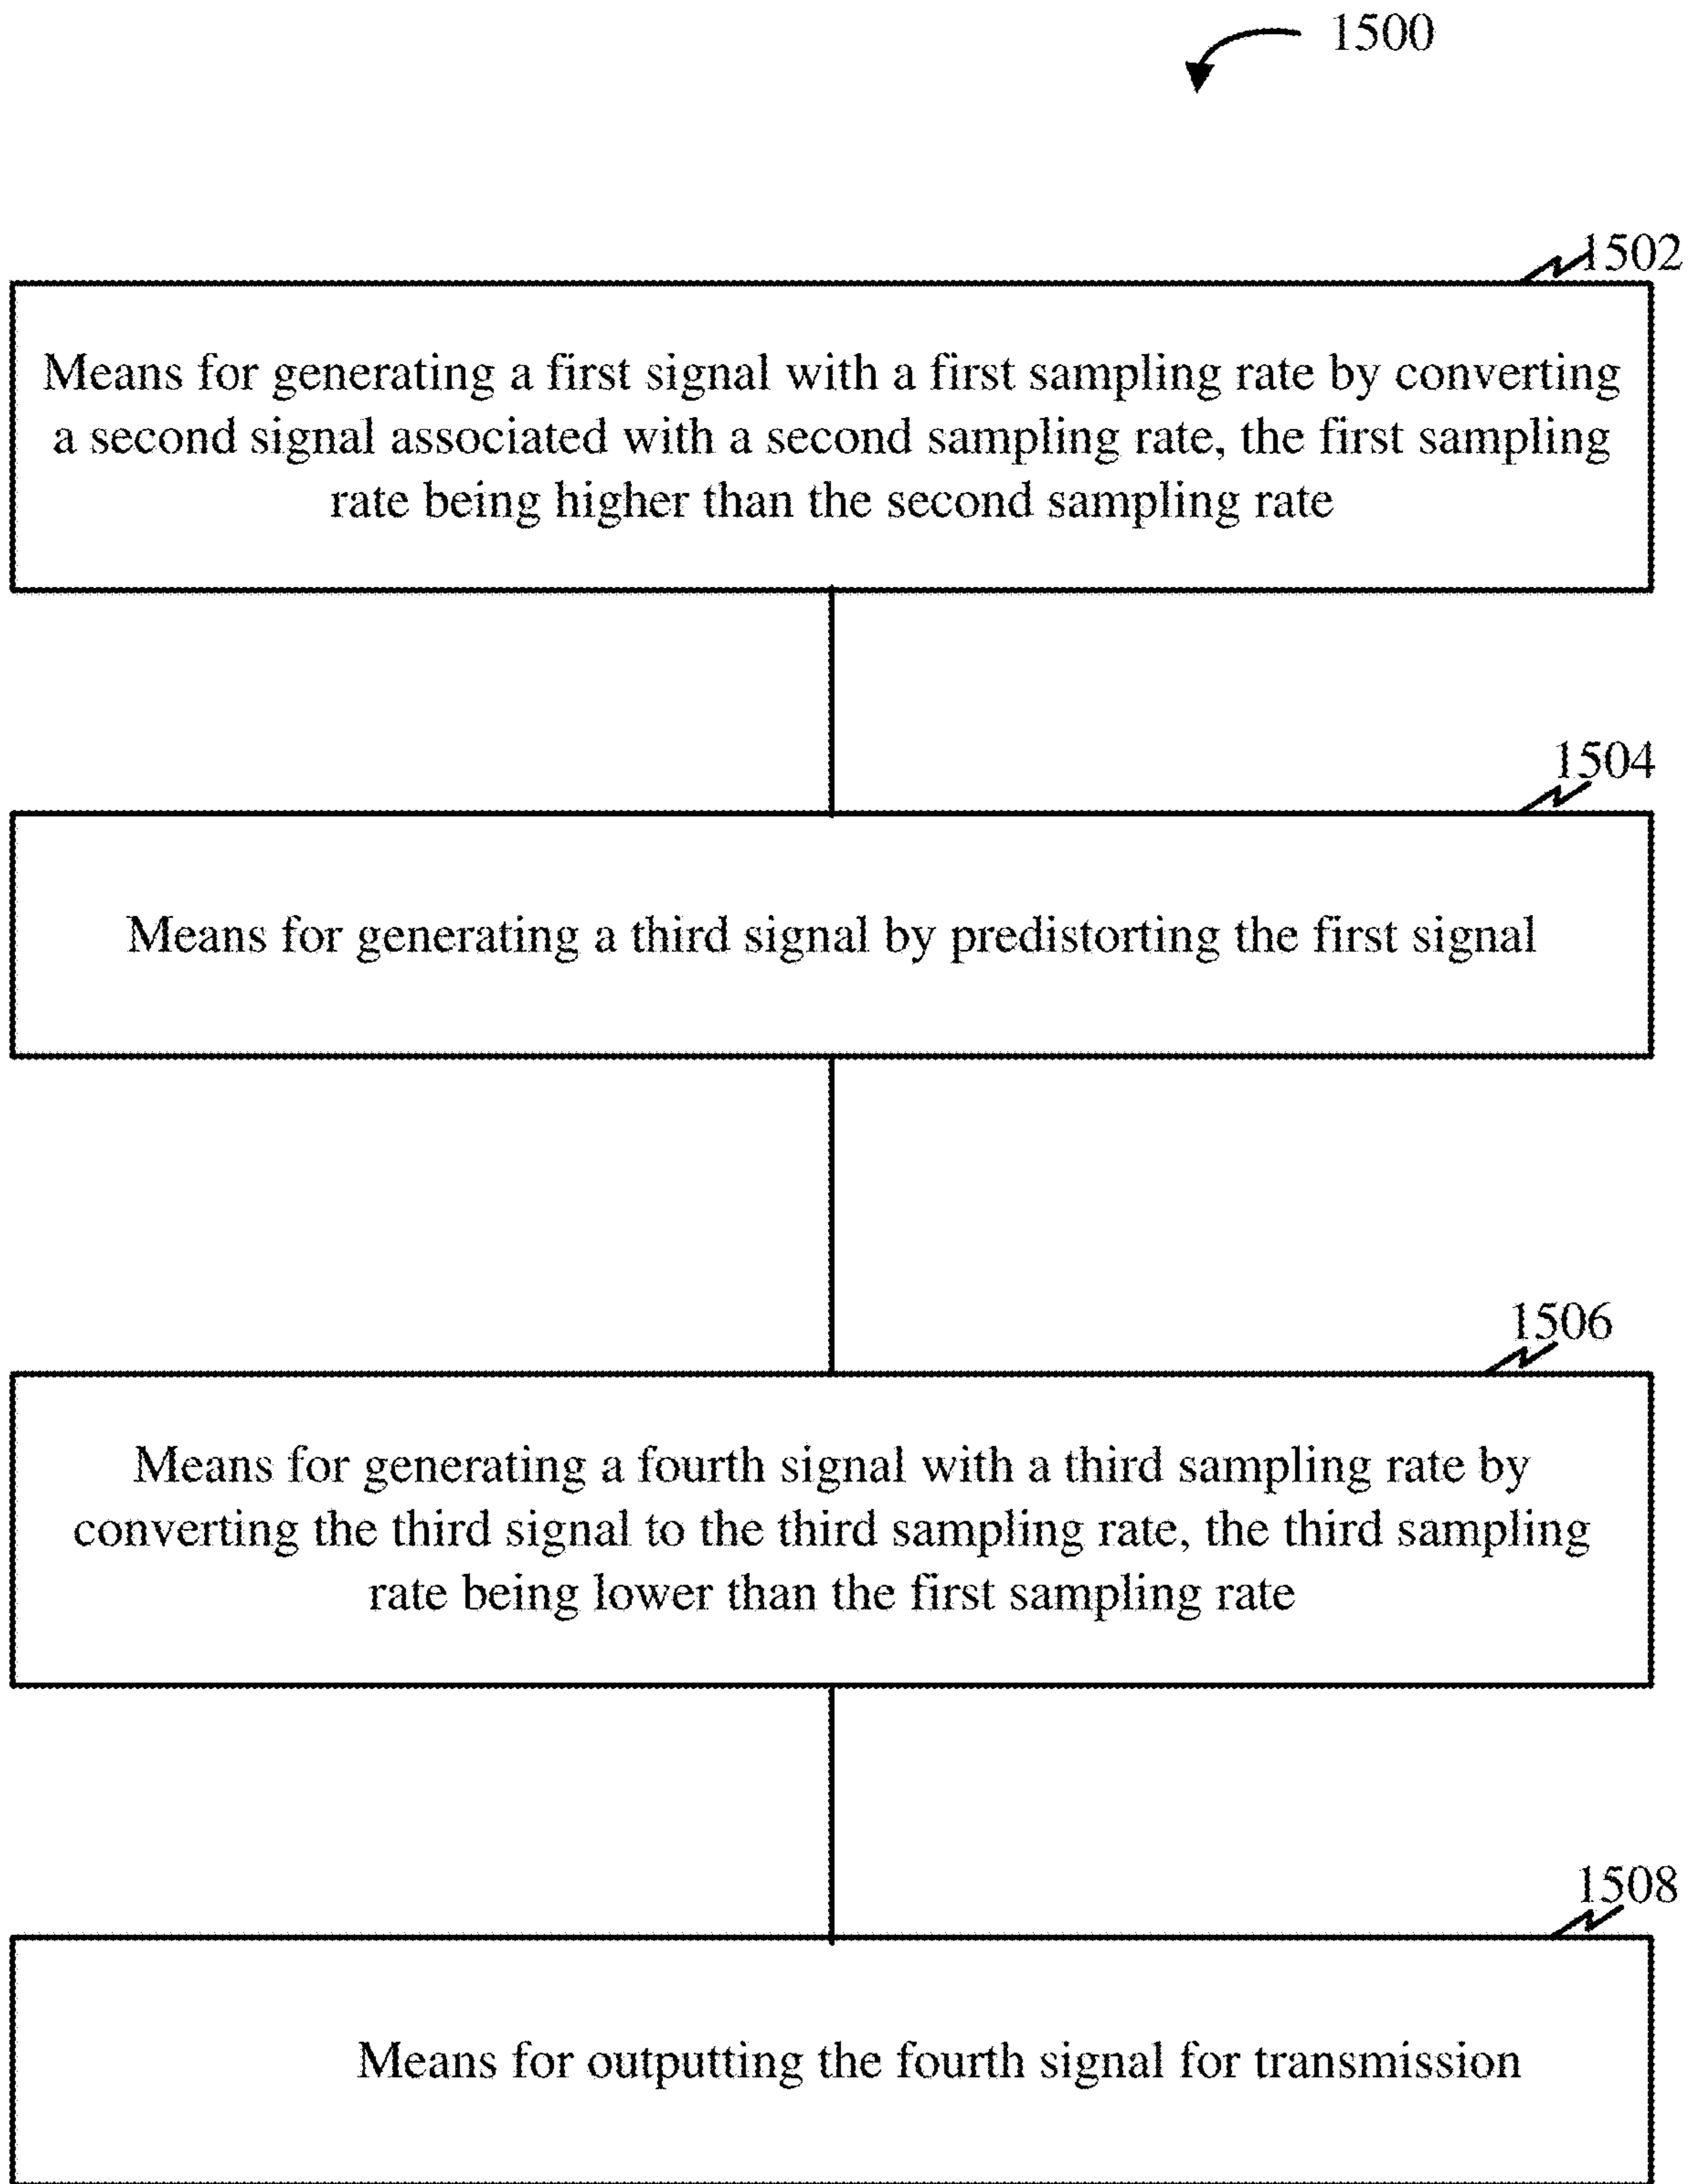 1500
1502
Means for generating a first signal with a first sampling rate by converting
a second signal associated with a second sampling rate, the first sampling
rate being higher than the second sampling rate
1504
Means for generating a third signal by predistorting the first signal
1506
Means for generating a fourth signal with a third sampling rate by
converting the third signal to the third sampling rate, the third sampling
rate being lower than the first sampling rate
1508
Means for outputting the fourth signal for transmission